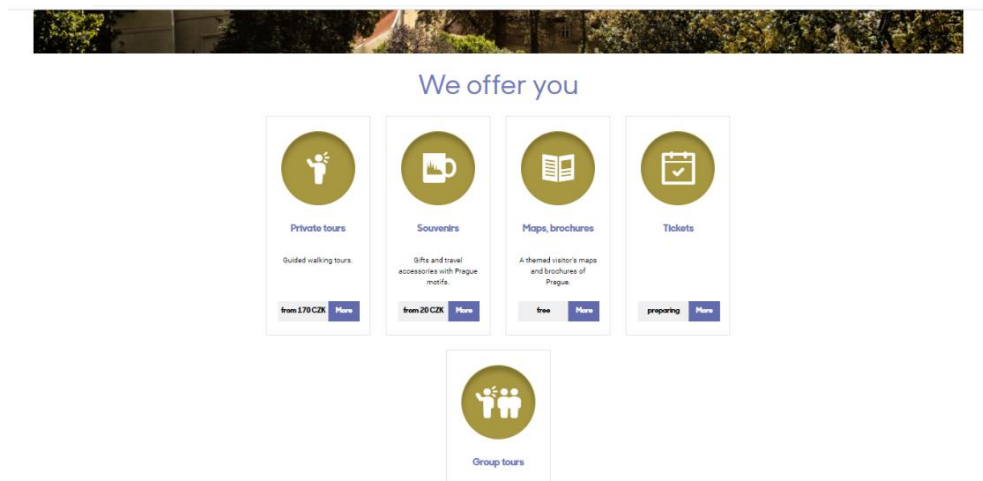 We offer you
Private tours
Guided walking tours.
from 170 CZK More
Souvenirs
Gifts and travel
accessories with Prague
motifs.
from 20 CZK More
Maps, brochures
A themed visitor's maps
and brochures of
Prague.
free More
Tickets
preparing More
Group tours